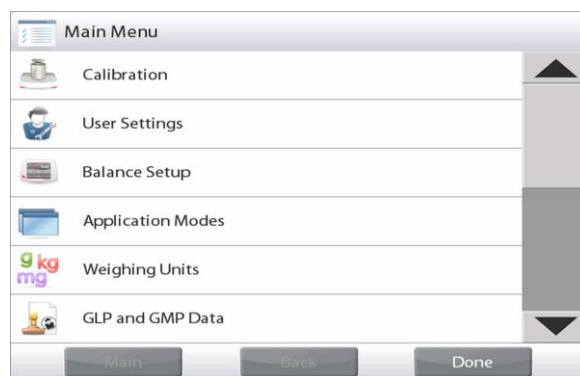 Main Menu
Calibration
User Settings
Balance Setup
Application Modes
g kg
mg
Weighing Units
GLP and GMP Data
Main
Back
Done